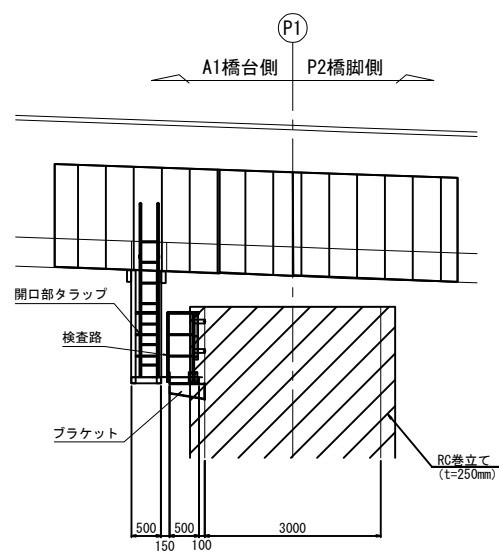 P1
A1橋台側 P2橋脚側
開口部タラップ
検査路
ブラケット
RC巻立て
(t=250mm)
500 500 3000
150 100